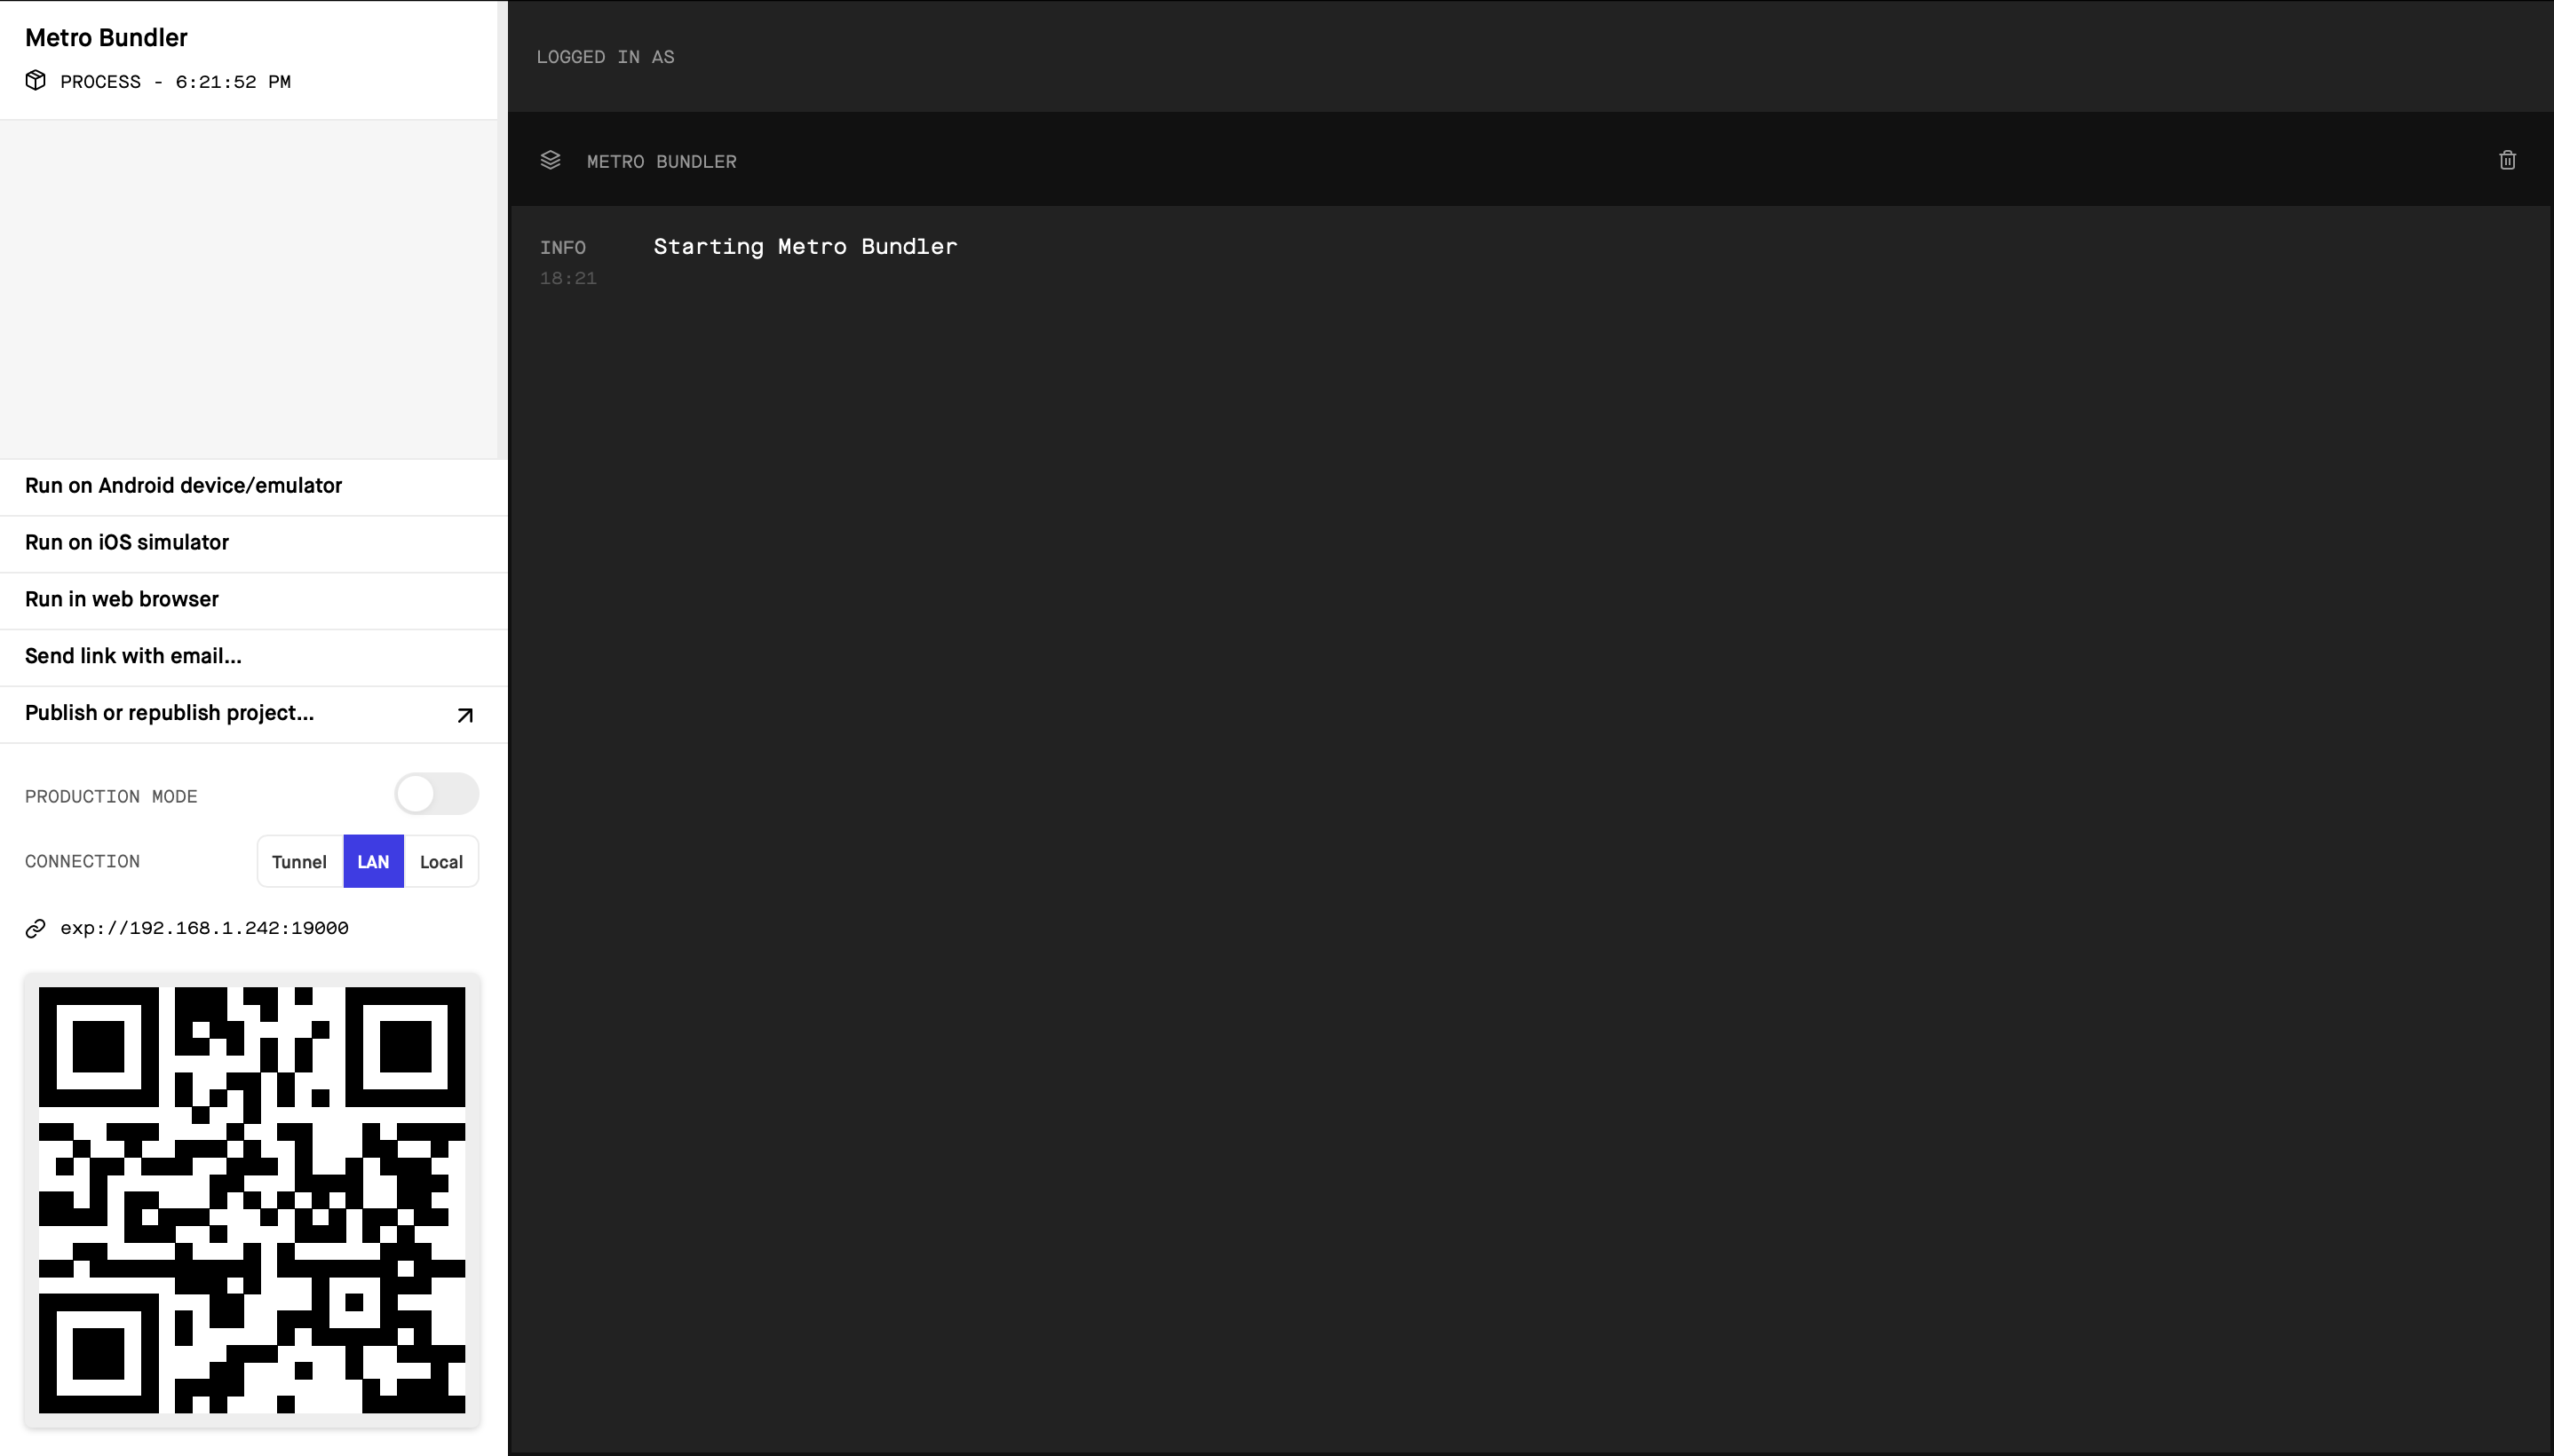 Metro Bundler
PROCESS - 6:21:52 PM
Run on Android device/emulator
Run on iOS simulator
Run in web browser
Send link with email...
Publish or republish project...
PRODUCTION MODE
CONNECTION Tunnel LAN Local
exp://192.168.1.242:19000
LOGGED IN AS
METRO BUNDLER
INFO Starting Metro Bundler
18:21